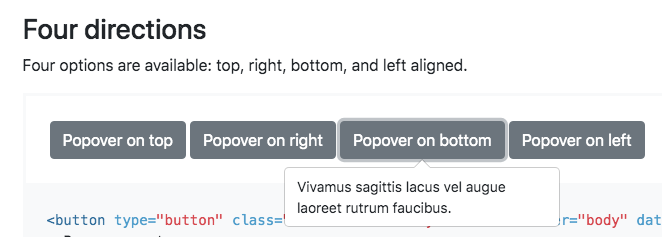 Four directions
Four options are available: top, right, bottom, and left aligned.
Popover on top Popover on right Popover on bottom Popover on left
Vivamus sagittis lacus vel augue
laoreet rutrum faucibus.
<button type="button" class=" er="body" dat